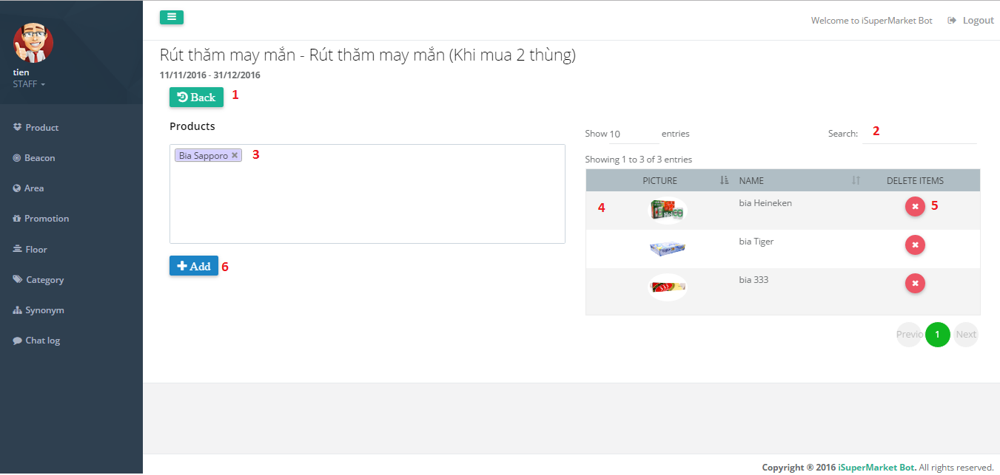 Welcome to iSuperMarket Bot
Logout
tien
STAFF
Product
Beacon
Area
Promotion
Floor
Category
Synonym
Chat log
Rút thăm may mắn - Rút thăm may mắn (Khi mua 2 thùng)
11/11/2016 - 31/12/2016
Back 1
Products
Bia Sapporo 3
Add 6
Show 10 entries
Search: 2
Showing 1 to 3 of 3 entries
PICTURE NAME DELETE ITEMS
4 bia Heineken 5
bia Tiger
bia 333
Previo 1 Next
Copyright ® 2016 iSuperMarket Bot. All rights reserved.